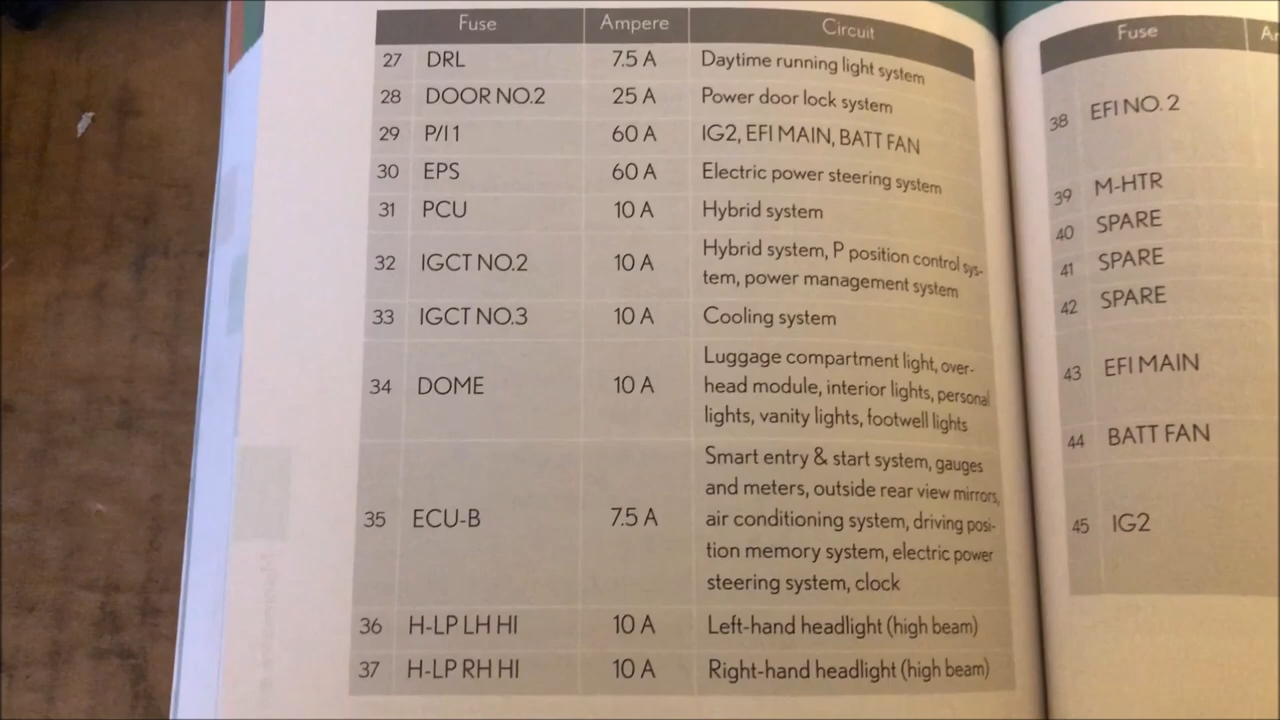 Fuse Ampere Circuit
27 DRL 7.5 A Daytime running light system
28 DOOR NO.2 25 A Power door lock system
29 P/I 1 60 A IG2, EFI MAIN, BATT FAN
30 EPS 60 A Electric power steering system
31 PCU 10 A Hybrid system
32 IGCT NO.2 10 A Hybrid system, P position control sys-
tem, power management system
33 IGCT NO.3 10 A Cooling system
34 DOME 10 A Luggage compartment light, over-
head module, interior lights, personal
lights, vanity lights, footwell lights
35 ECU-B 7.5 A Smart entry & start system, gauges
and meters, outside rear view mirrors,
air conditioning system, driving posi-
tion memory system, electric power
steering system, clock
36 H-LP LH HI 10 A Left-hand headlight (high beam)
37 H-LP RH HI 10 A Right-hand headlight (high beam)
Fuse
38 EFI NO. 2
39 M-HTR
40 SPARE
41 SPARE
42 SPARE
43 EFI MAIN
44 BATT FAN
45 IG2